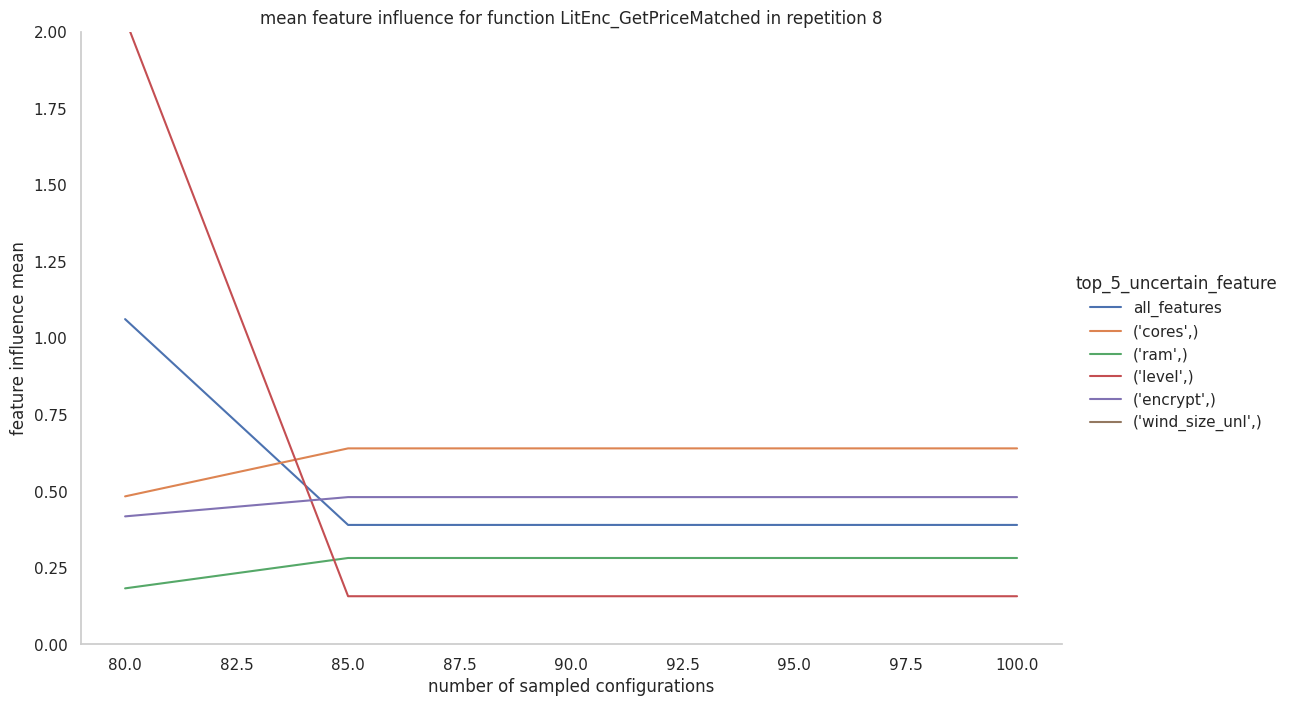 mean feature influence for function LitEnc_GetPriceMatched in repetition 8
2.00
1.75
1.50
1.25
1.00
0.75
0.50
0.25
0.00
feature influence mean
80.0 82.5 85.0 87.5 90.0 92.5 95.0 97.5 100.0
number of sampled configurations
top_5_uncertain_feature
all_features
('cores',)
('ram',)
('level',)
('encrypt',)
('wind_size_unl',)